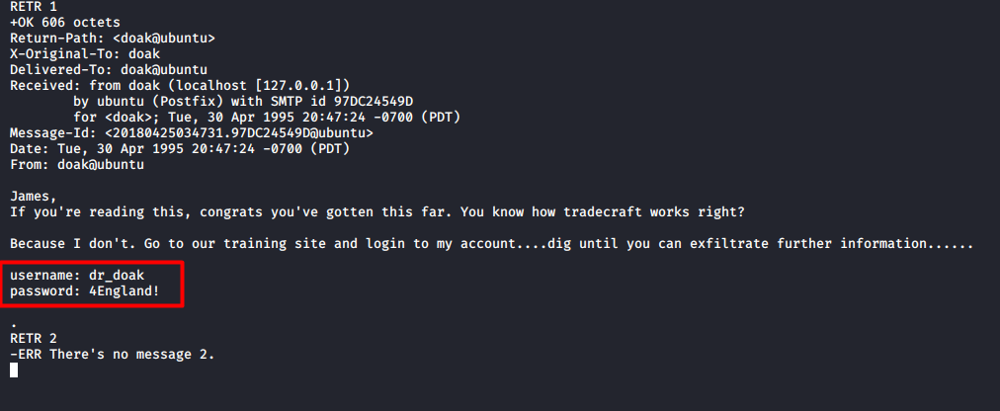 RETR 1
+OK 606 octets
Return-Path: <doak@ubuntu>
X-Original-To: doak
Delivered-To: doak@ubuntu
Received: from doak (localhost [127.0.0.1])
by ubuntu (Postfix) with SMTP id 97DC24549D
for <doak>; Tue, 30 Apr 1995 20:47:24 -0700 (PDT)
Message-Id: <20180425034731.97DC24549D@ubuntu>
Date: Tue, 30 Apr 1995 20:47:24 -0700 (PDT)
From: doak@ubuntu
James,
If you're reading this, congrats you've gotten this far. You know how tradecraft works right?
Because I don't. Go to our training site and login to my account....dig until you can exfiltrate further information......
username: dr_doak
password: 4England!
.
RETR 2
-ERR There's no message 2.